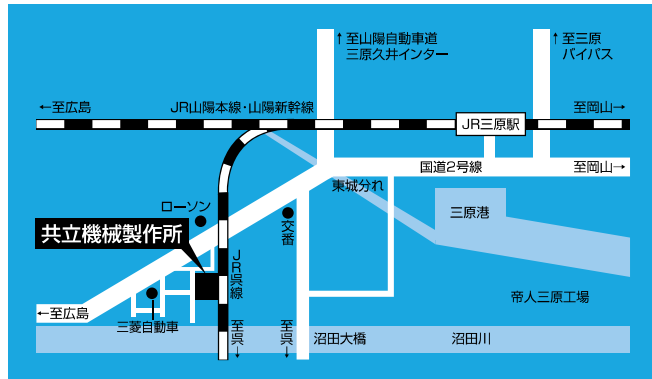 ↑至山陽自動車道
三原久井インター
↑至三原
バイパス
←至広島
JR山陽本線・山陽新幹線
至岡山→
JR三原駅
国道2号線
至岡山→
東城分れ
ローソン
三原港
共立機械製作所
交番
JR呉線
帝人三原工場
←至広島
三菱自動車
至呉→
至呉→
沼田大橋
沼田川